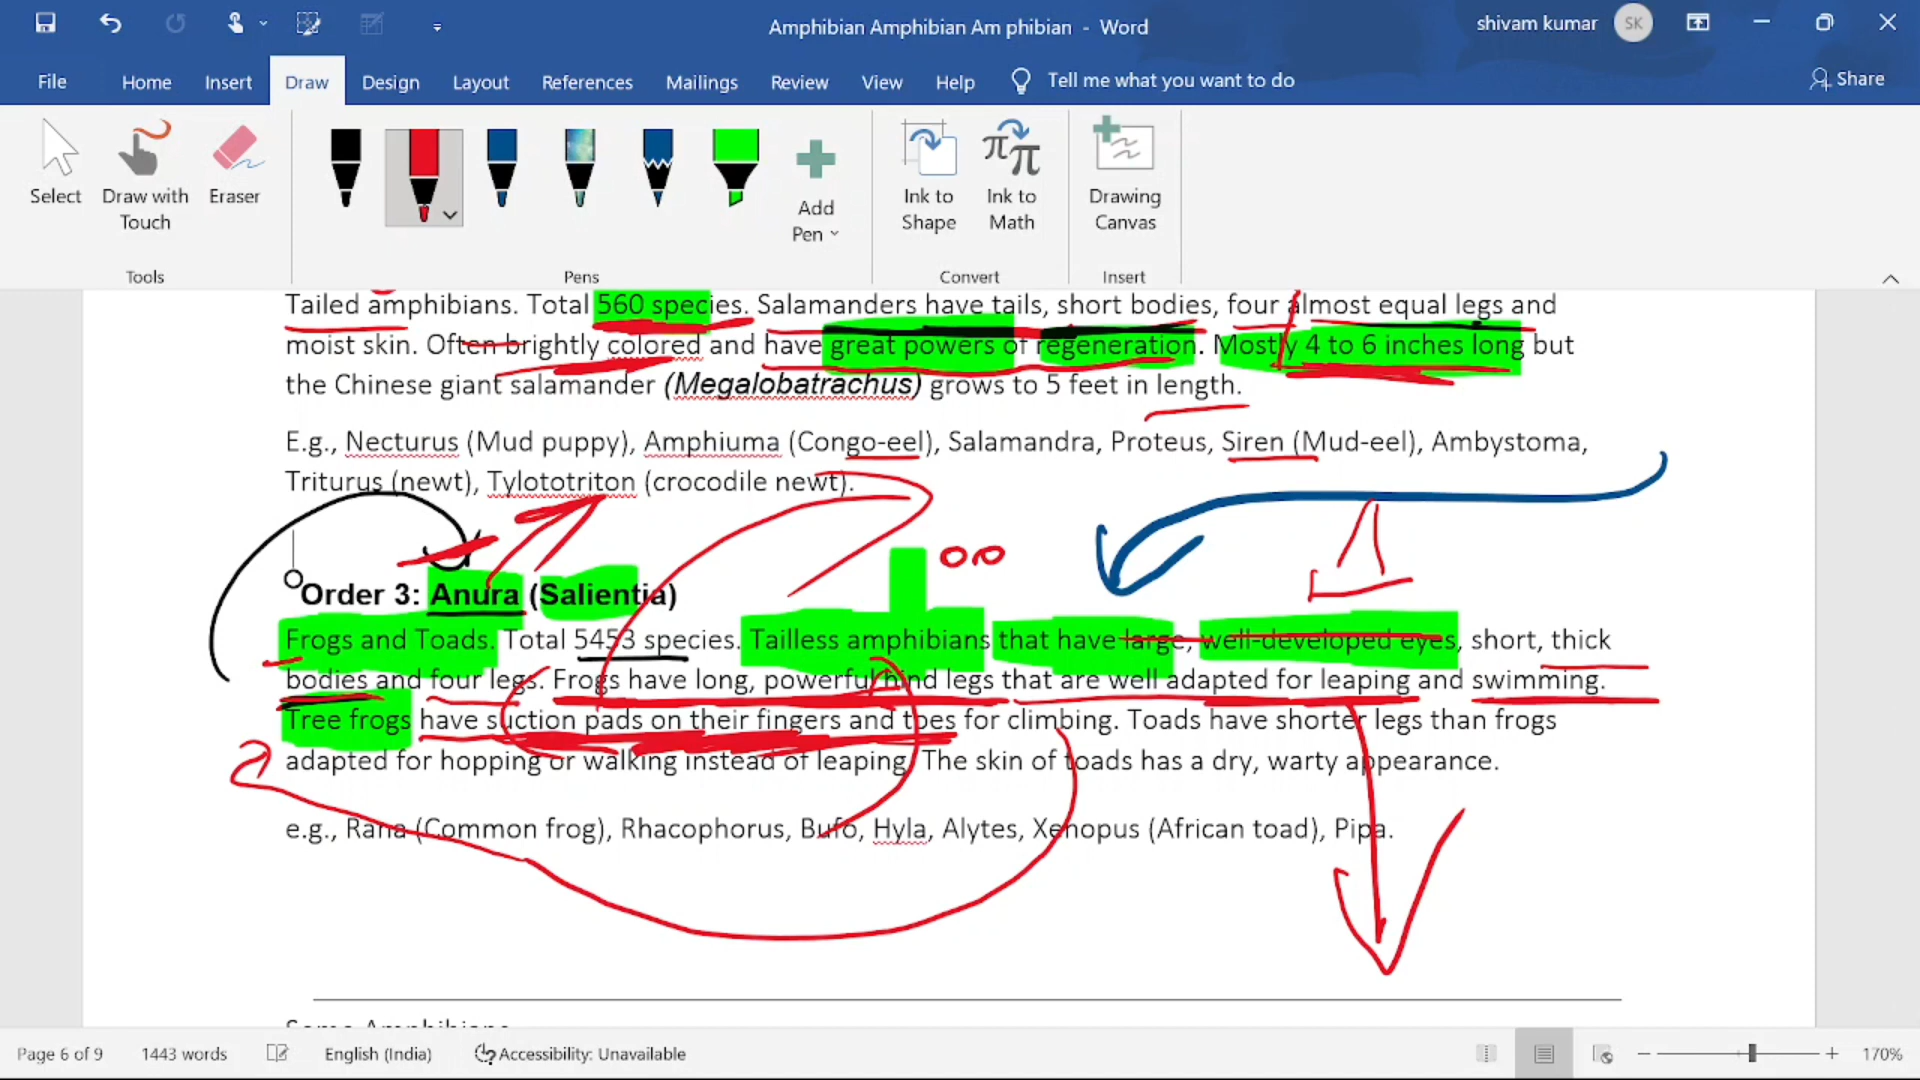 Amphibian Amphibian Am phibian - Word
shivam kumar SK
File Home Insert Draw Design Layout References Mailings Review View Help Tell me what you want to do Share
Select Draw with Touch Eraser Add Pen Ink to Shape Ink to Math Drawing Canvas
Tools Pens Convert Insert
Tailed amphibians. Total 560 species. Salamanders have tails, short bodies, four almost equal legs and
moist skin. Often brightly colored and have great powers of regeneration. Mostly 4 to 6 inches long but
the Chinese giant salamander (Megalobatrachus) grows to 5 feet in length.
E.g., Necturus (Mud puppy), Amphiuma (Congo-eel), Salamandra, Proteus, Siren (Mud-eel), Ambystoma,
Triturus (newt), Tylototriton (crocodile newt).
Order 3: Anura (Salientia)
Frogs and Toads. Total 5453 species. Tailless amphibians that have large, well-developed eyes, short, thick
bodies and four legs. Frogs have long, powerful hind legs that are well adapted for leaping and swimming.
Tree frogs have suction pads on their fingers and toes for climbing. Toads have shorter legs than frogs
adapted for hopping or walking instead of leaping. The skin of toads has a dry, warty appearance.
e.g., Rana (Common frog), Rhacophorus, Bufo, Hyla, Alytes, Xenopus (African toad), Pipa.
Page 6 of 9 1443 words English (India) Accessibility: Unavailable 170%